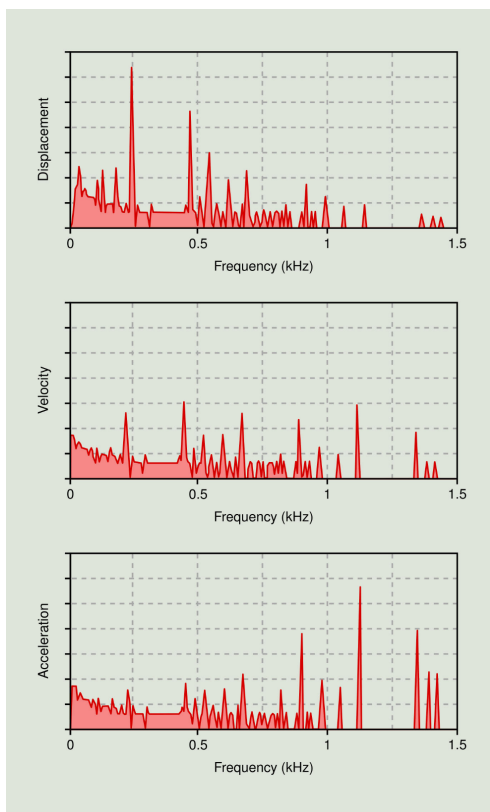 Displacement
0 0.5 1 1.5
Frequency (kHz)
Velocity
0 0.5 1 1.5
Frequency (kHz)
Acceleration
0 0.5 1 1.5
Frequency (kHz)